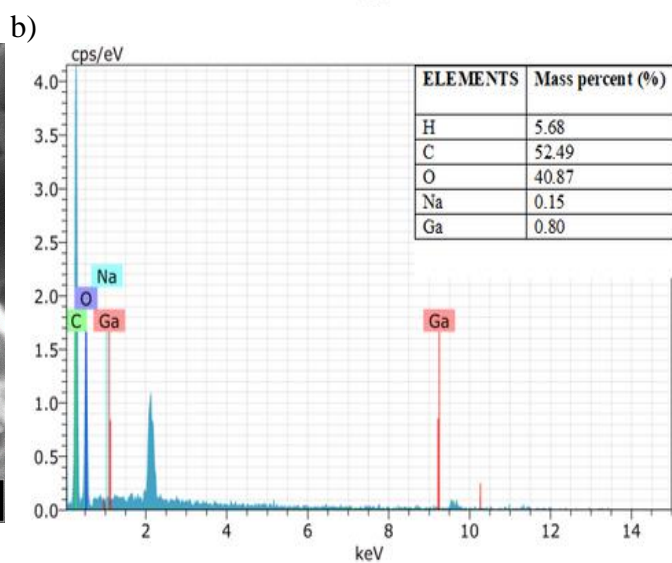 b)
cps/eV
ELEMENTS Mass percent (%)
H 5.68
C 52.49
O 40.87
Na 0.15
Ga 0.80
4.0
3.5
3.0
2.5
2.0
1.5
1.0
0.5
0.0
Na
O
C Ga Ga
2 4 6 8 10 12 14
keV